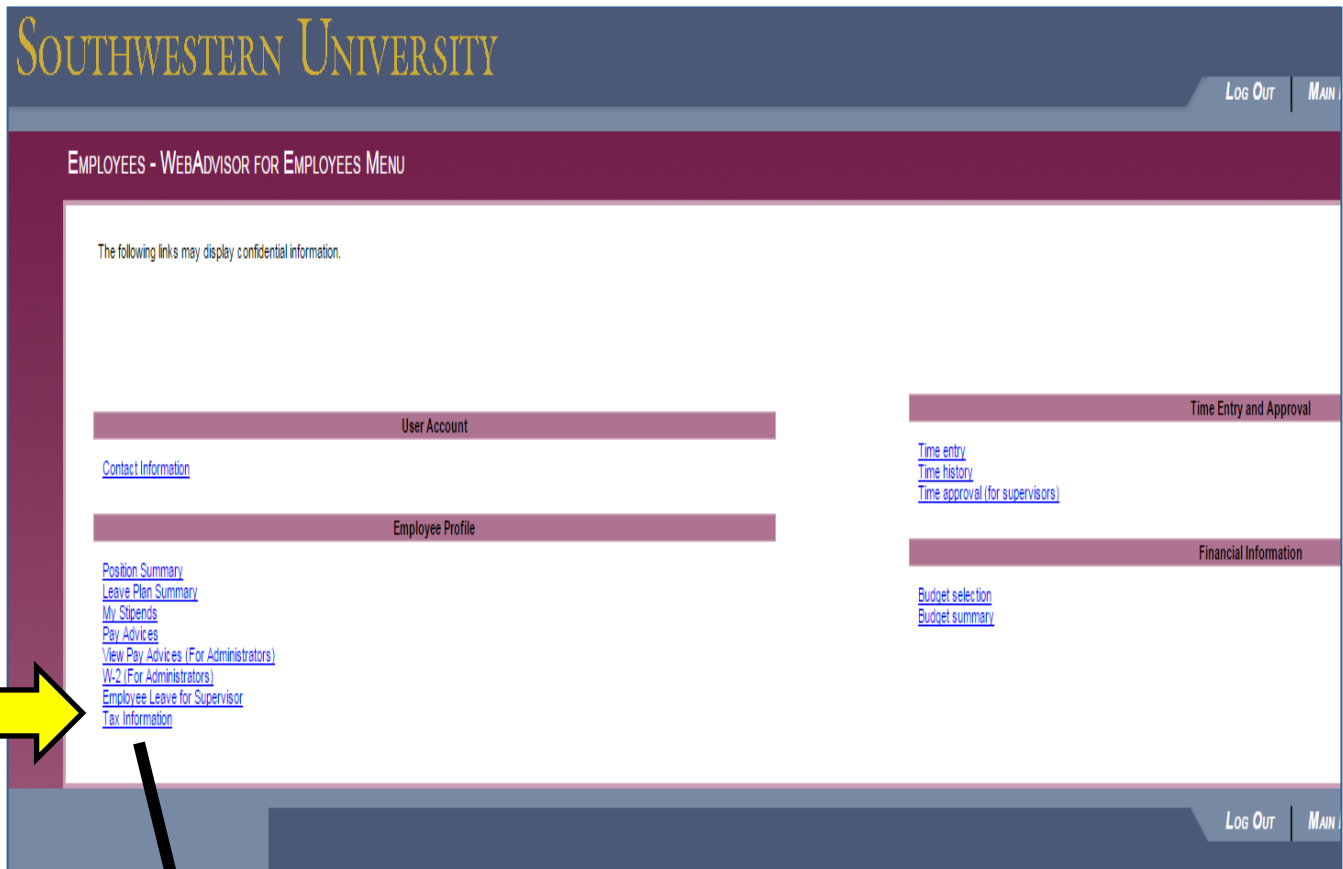 SOUTHWESTERN UNIVERSITY
LOG OUT MAIN
EMPLOYEES - WEBADVISOR FOR EMPLOYEES MENU
The following links may display confidential information.
User Account
Contact Information
Employee Profile
Position Summary
Leave Plan Summary
My Stipends
Pay Advices
View Pay Advices (For Administrators)
W-2 (For Administrators)
Employee Leave for Supervisor
Tax Information
Time Entry and Approval
Time entry
Time history
Time approval (for supervisors)
Financial Information
Budget selection
Budget summary
LOG OUT MAIN